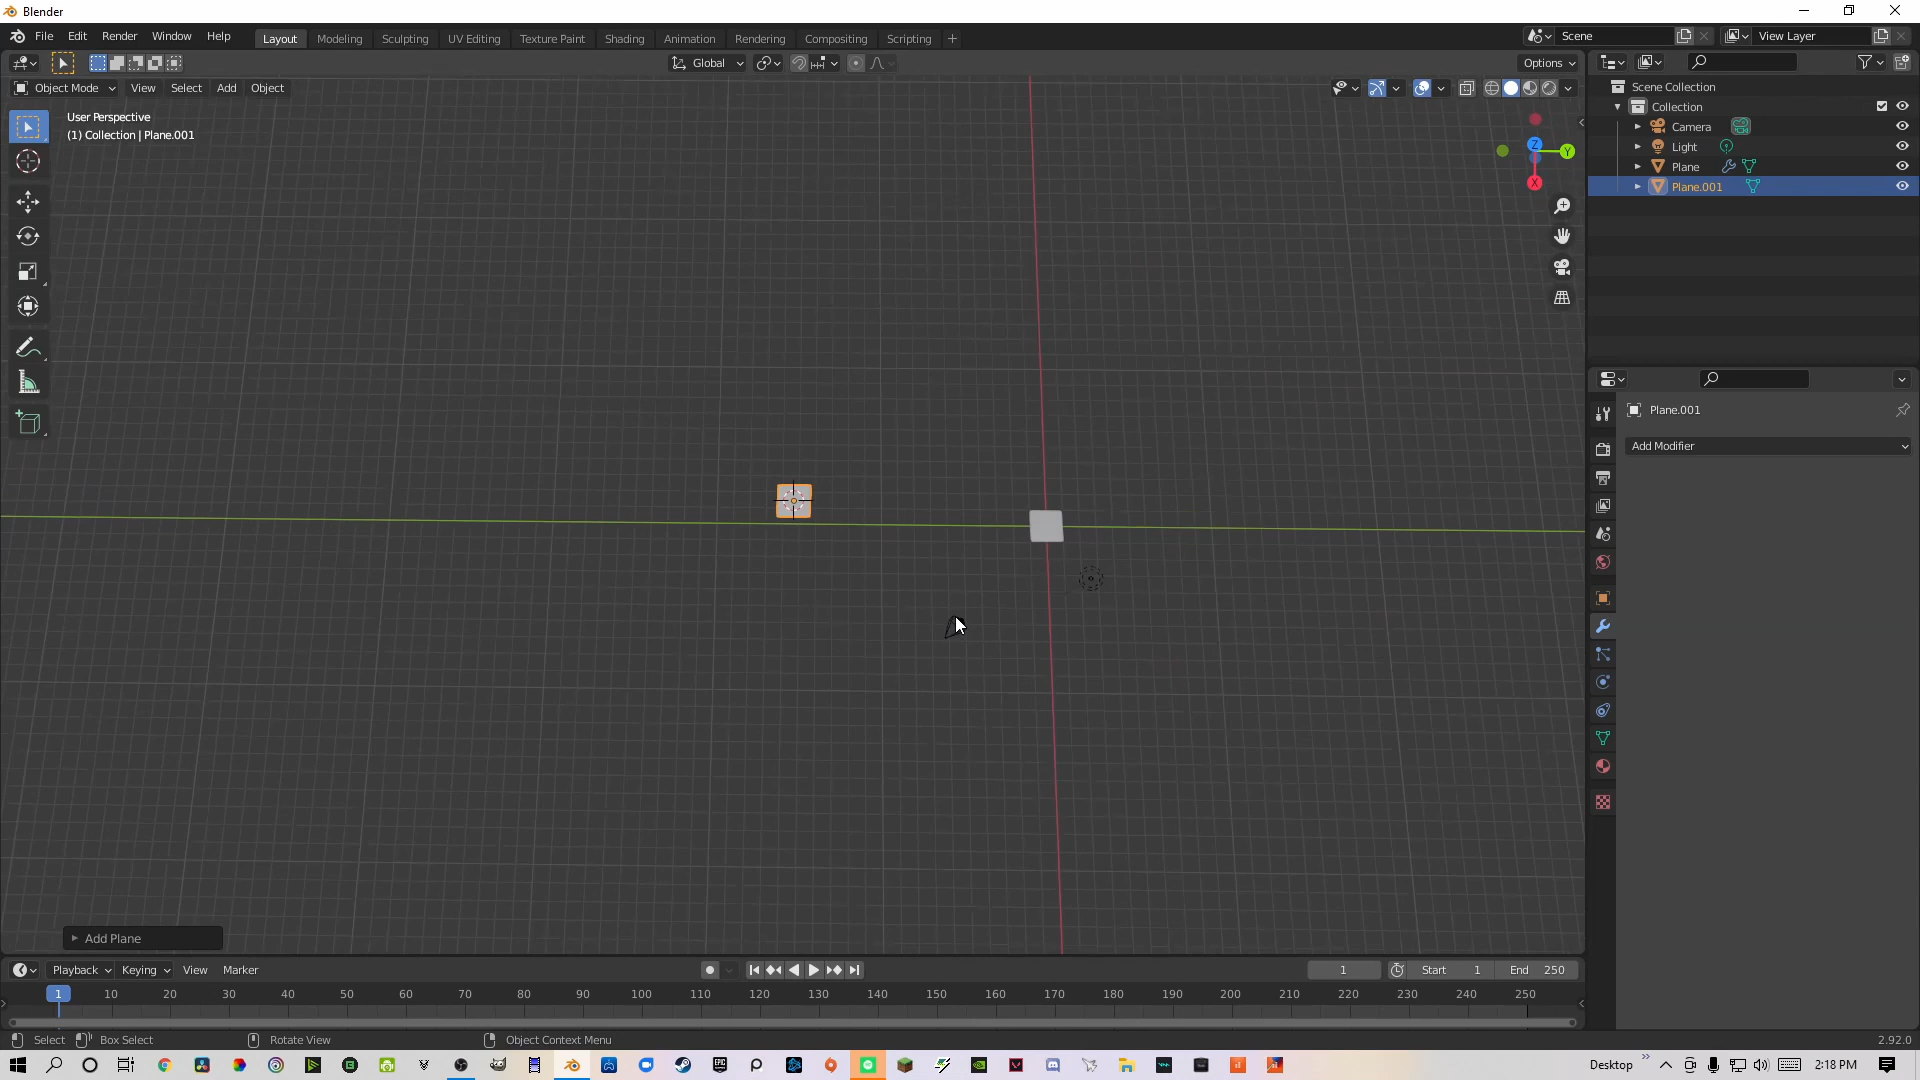 Blender
File Edit Render Window Help
Layout Modeling Sculpting UV Editing Texture Paint Shading Animation Rendering Compositing Scripting +
Scene
View Layer
Global
Options
Object Mode View Select Add Object
User Perspective
(1) Collection | Plane.001
Z
Y
X
Scene Collection
Collection
Camera
Light
Plane
Plane.001
Plane.001
Add Modifier
Add Plane
Playback Keying View Marker
1
Start 1
End 250
1 10 20 30 40 50 60 70 80 90 100 110 120 130 140 150 160 170 180 190 200 210 220 230 240 250
Select Box Select Rotate View Object Context Menu
2.92.0
Desktop
2:18 PM